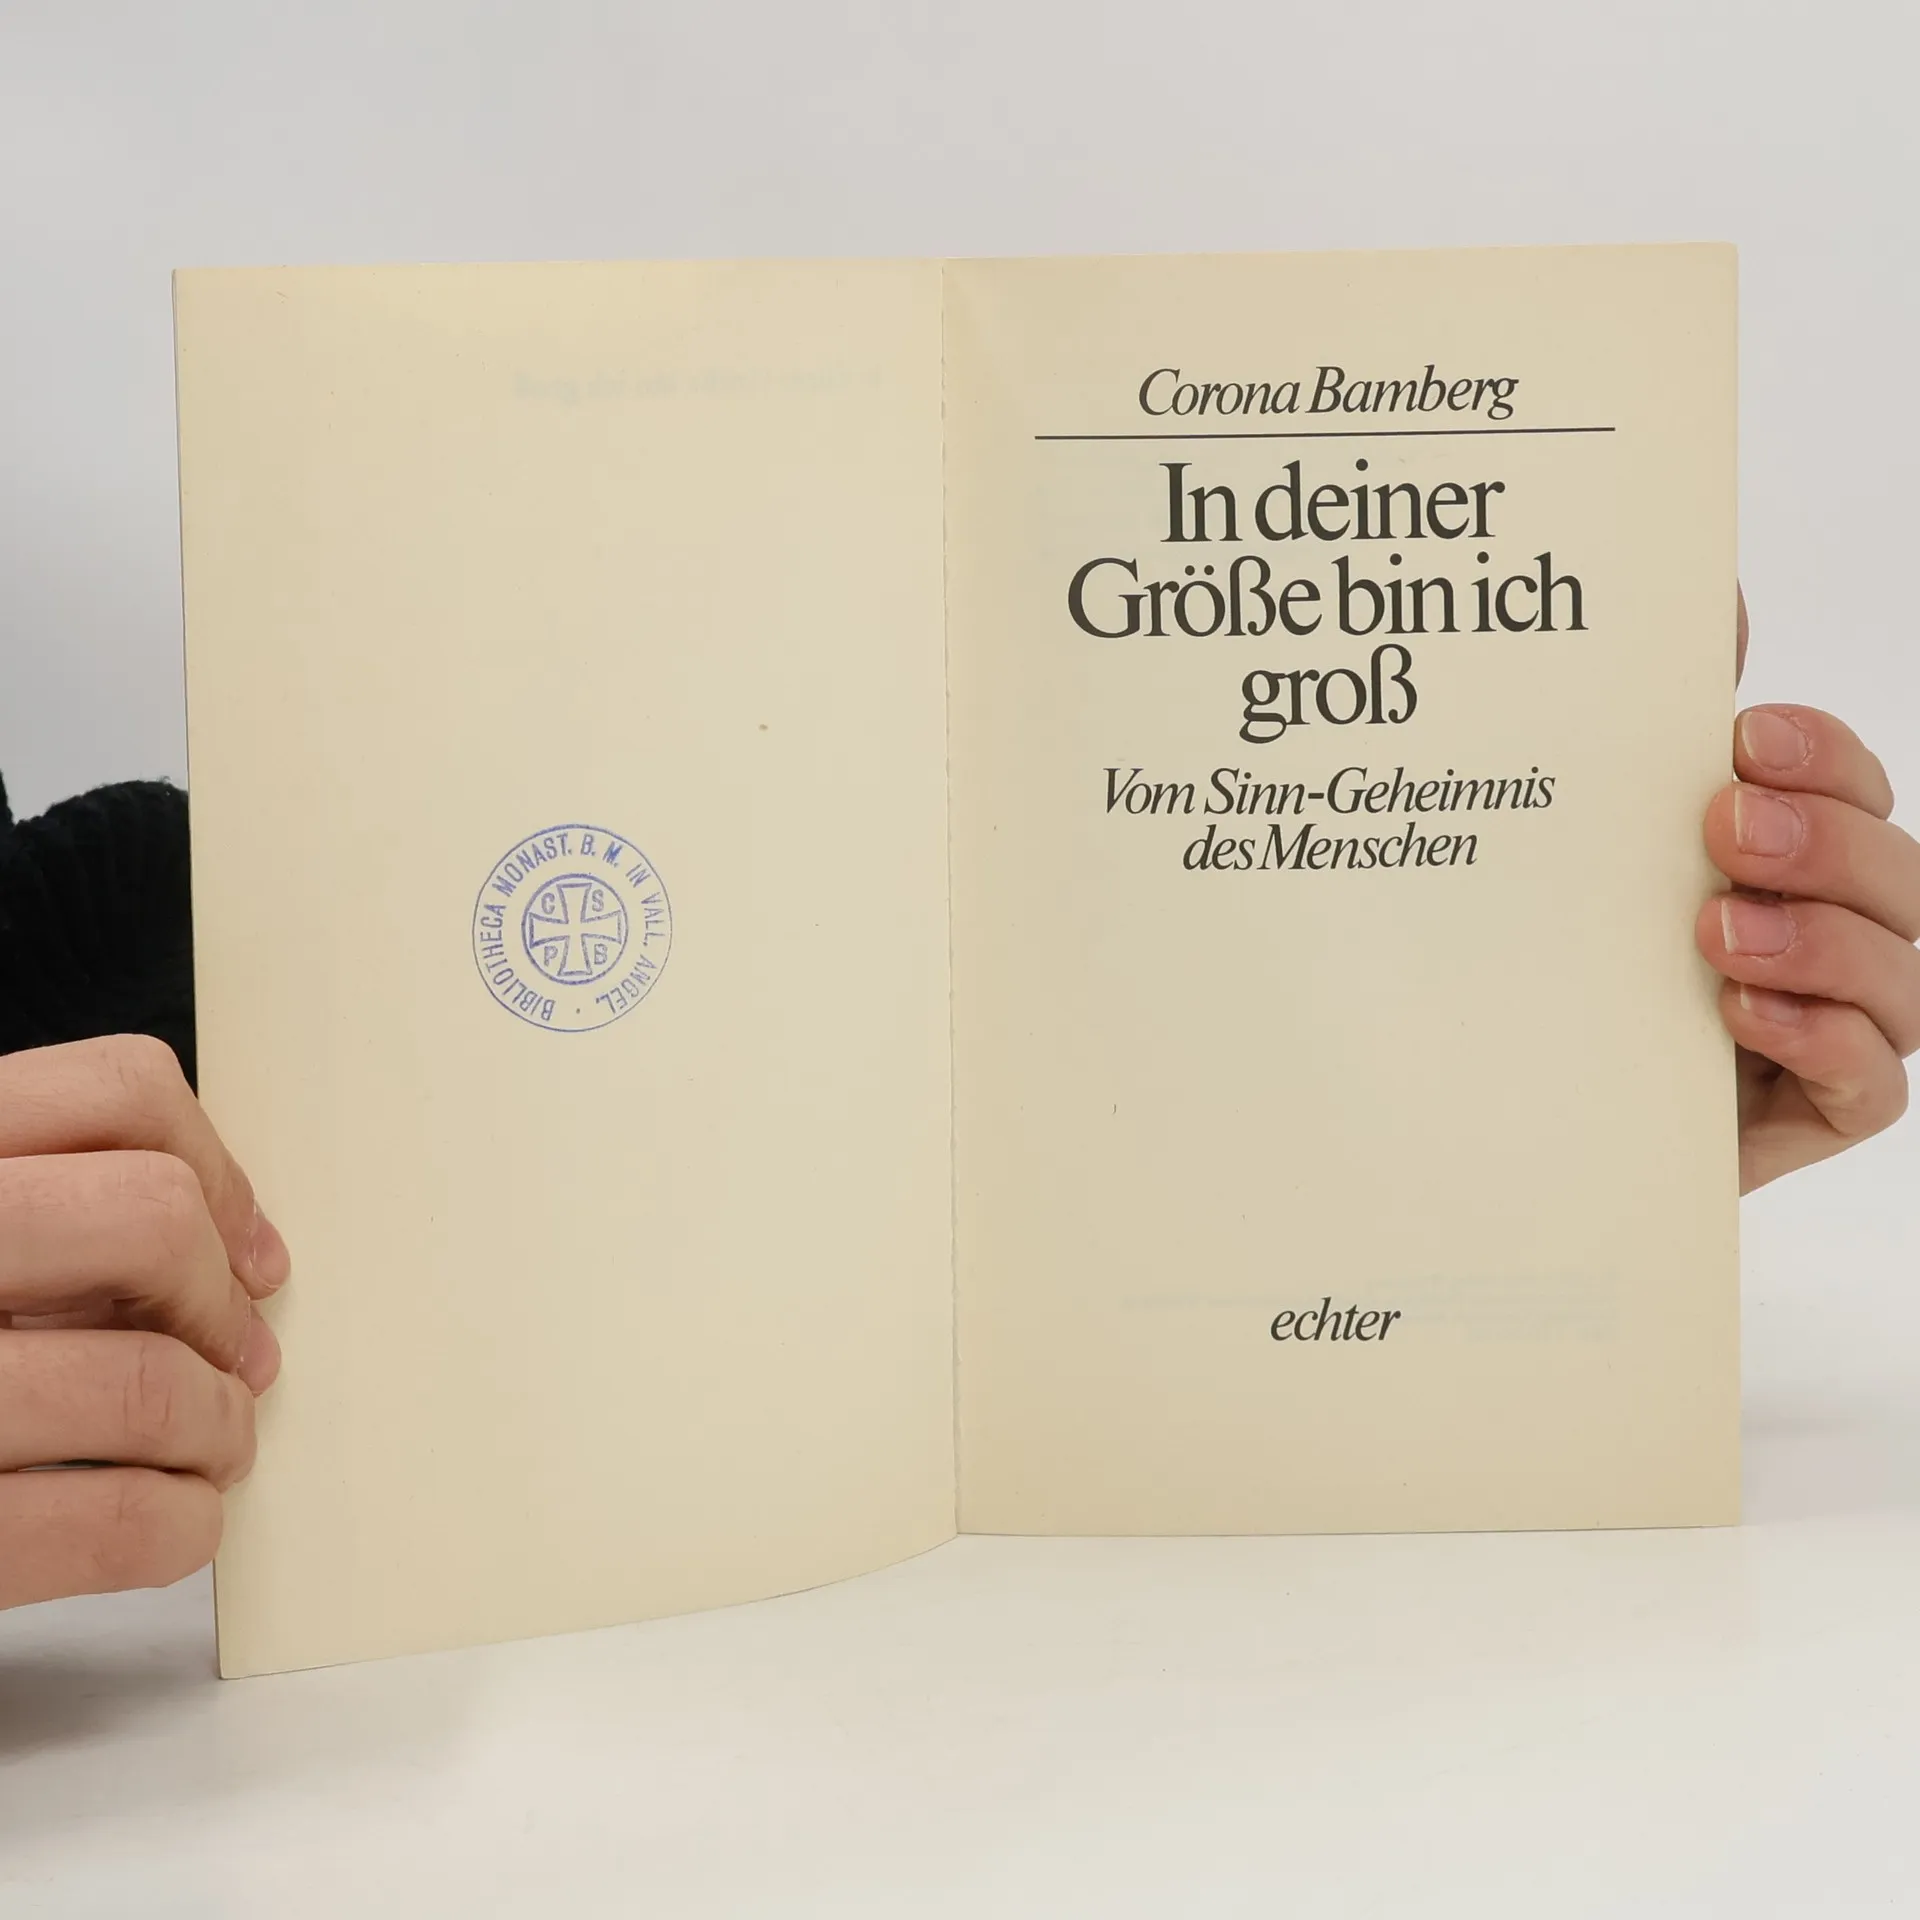 BIBLIOTHECA MONAST. B. M. IN VALL. ANGEL.
C S
P B
Corona Bamberg
In deiner
Größe bin ich
groß
Vom Sinn-Geheimnis
des Menschen
echter